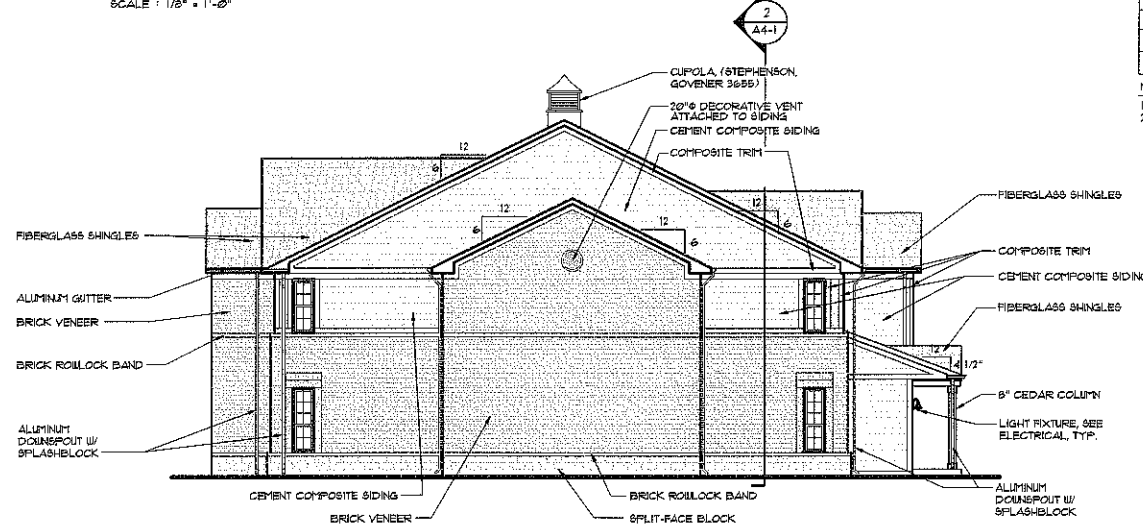 SCALE : 1/8" = 1'-0"
2
A4-1
CUPOLA, (STEPHENSON,
GOVENER 3655)
20"Φ DECORATIVE VENT
ATTACHED TO SIDING
CEMENT COMPOSITE SIDING
COMPOSITE TRIM
12
6
12
6
12
6
12
6
FIBERGLASS SHINGLES
ALUMINUM GUTTER
BRICK VENEER
BRICK ROWLOCK BAND
ALUMINUM
DOWNSPOUT W/
SPLASHBLOCK
FIBERGLASS SHINGLES
COMPOSITE TRIM
CEMENT COMPOSITE SIDING
FIBERGLASS SHINGLES
12
4 1/2"
8" CEDAR COLUMN
LIGHT FIXTURE, SEE
ELECTRICAL, TYP.
ALUMINUM
DOWNSPOUT W/
SPLASHBLOCK
CEMENT COMPOSITE SIDING
BRICK VENEER
BRICK ROWLOCK BAND
SPLIT-FACE BLOCK